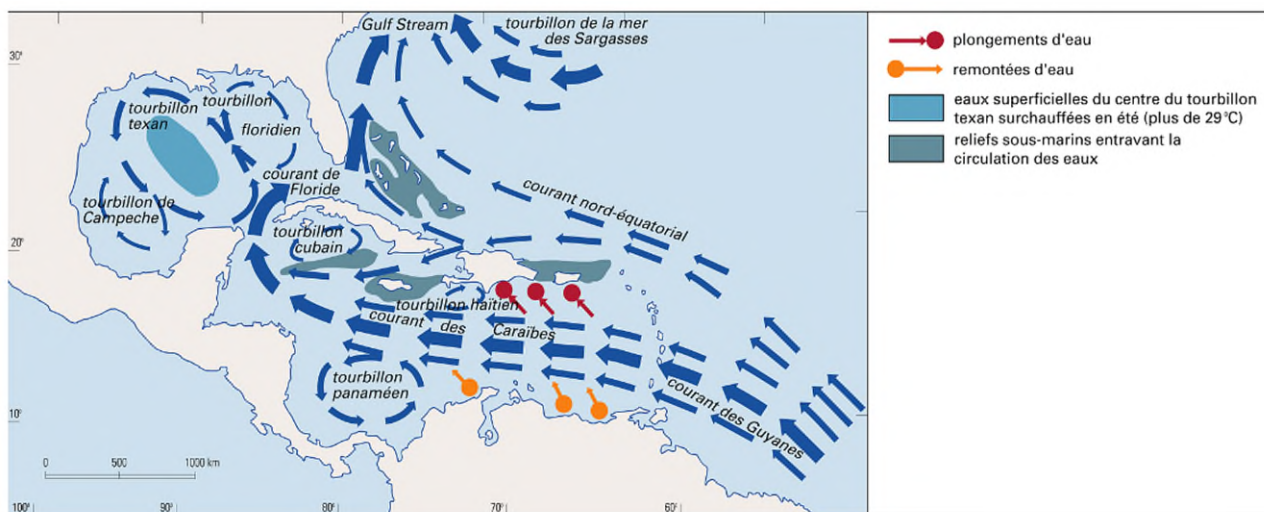 Gulf Stream
tourbillon de la mer
des Sargasses
30°
tourbillon
texan
tourbillon
floridien
courant de
Floride
tourbillon de
Campeche
courant nord-équatorial
20°
tourbillon
cubain
tourbillon haïtien
courant des Caraïbes
tourbillon
panaméen
courant des Guyanes
10°
0 500 1000 km
100° 90° 70° 60°
plongements d'eau
remontées d'eau
eaux superficielles du centre du tourbillon
texan surchauffées en été (plus de 29 °C)
reliefs sous-marins entravant la
circulation des eaux